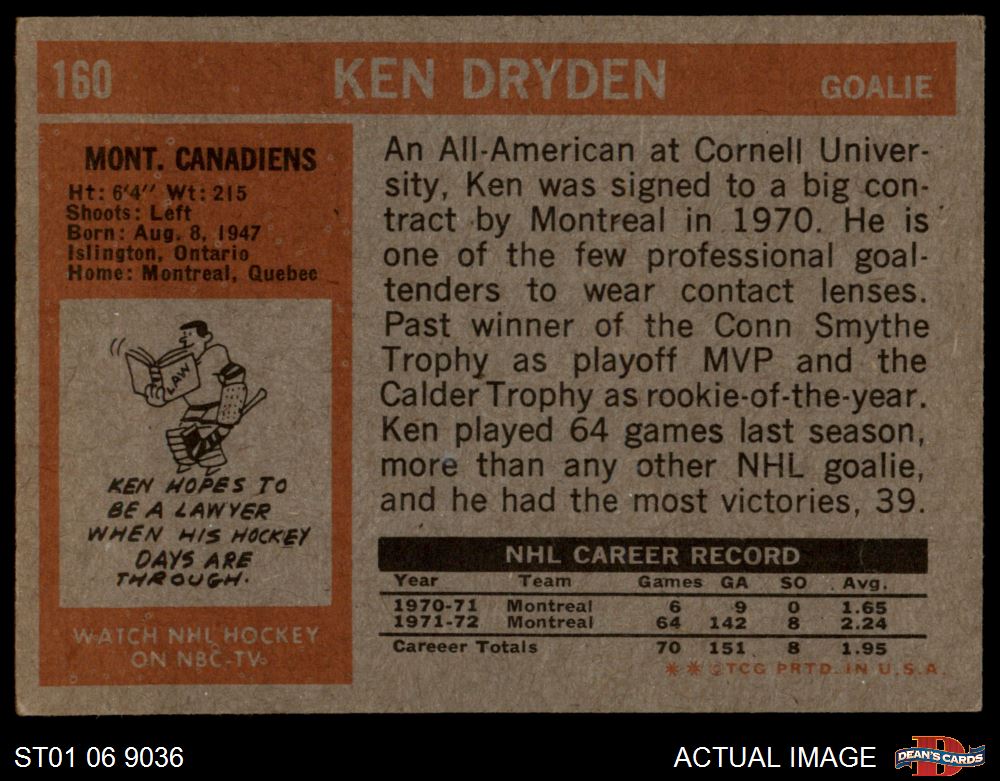 160 KEN DRYDEN GOALIE
MONT. CANADIENS
Ht: 6'4'' Wt: 215
Shoots: Left
Born: Aug. 8, 1947
Islington, Ontario
Home: Montreal, Quebec
LAW
KEN HOPES TO
BE A LAWYER
WHEN HIS HOCKEY
DAYS ARE
THROUGH.
WATCH NHL HOCKEY
ON NBC-TV
An All-American at Cornell Univer-
sity, Ken was signed to a big con-
tract by Montreal in 1970. He is
one of the few professional goal-
tenders to wear contact lenses.
Past winner of the Conn Smythe
Trophy as playoff MVP and the
Calder Trophy as rookie-of-the-year.
Ken played 64 games last season,
more than any other NHL goalie,
and he had the most victories, 39.
NHL CAREER RECORD
Year Team Games GA SO Avg.
1970-71 Montreal 6 9 0 1.65
1971-72 Montreal 64 142 8 2.24
Careeer Totals 70 151 8 1.95
** ©TCG PRTD. IN U.S.A.
ST01 06 9036 ACTUAL IMAGE D DEAN'S CARDS